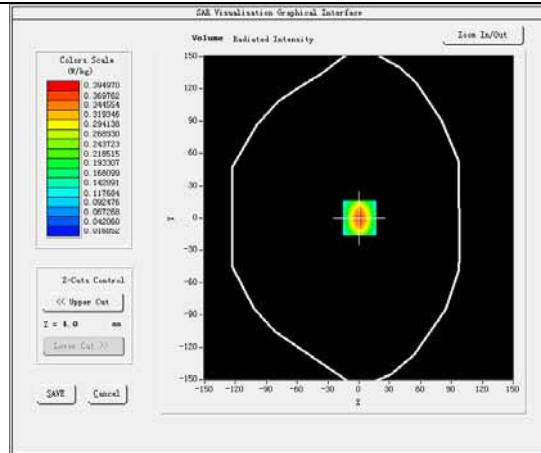 SAR Visualisation Graphical Interface
Volume Radiated Intensity
Zoom In/Out
Colors Scale
(W/kg)
0.394970
0.369762
0.344554
0.319346
0.294138
0.268930
0.243723
0.218515
0.193307
0.168099
0.142891
0.117684
0.092476
0.067268
0.042060
0.016852
150
120
90
60
30
0
-30
-60
-90
-120
-150
Y
-150 -120 -90 -60 -30 0 30 60 90 120 150
X
Z-Cuts Control
<< Upper Cut
Z = 4.0 mm
Lower Cut >>
SAVE Cancel